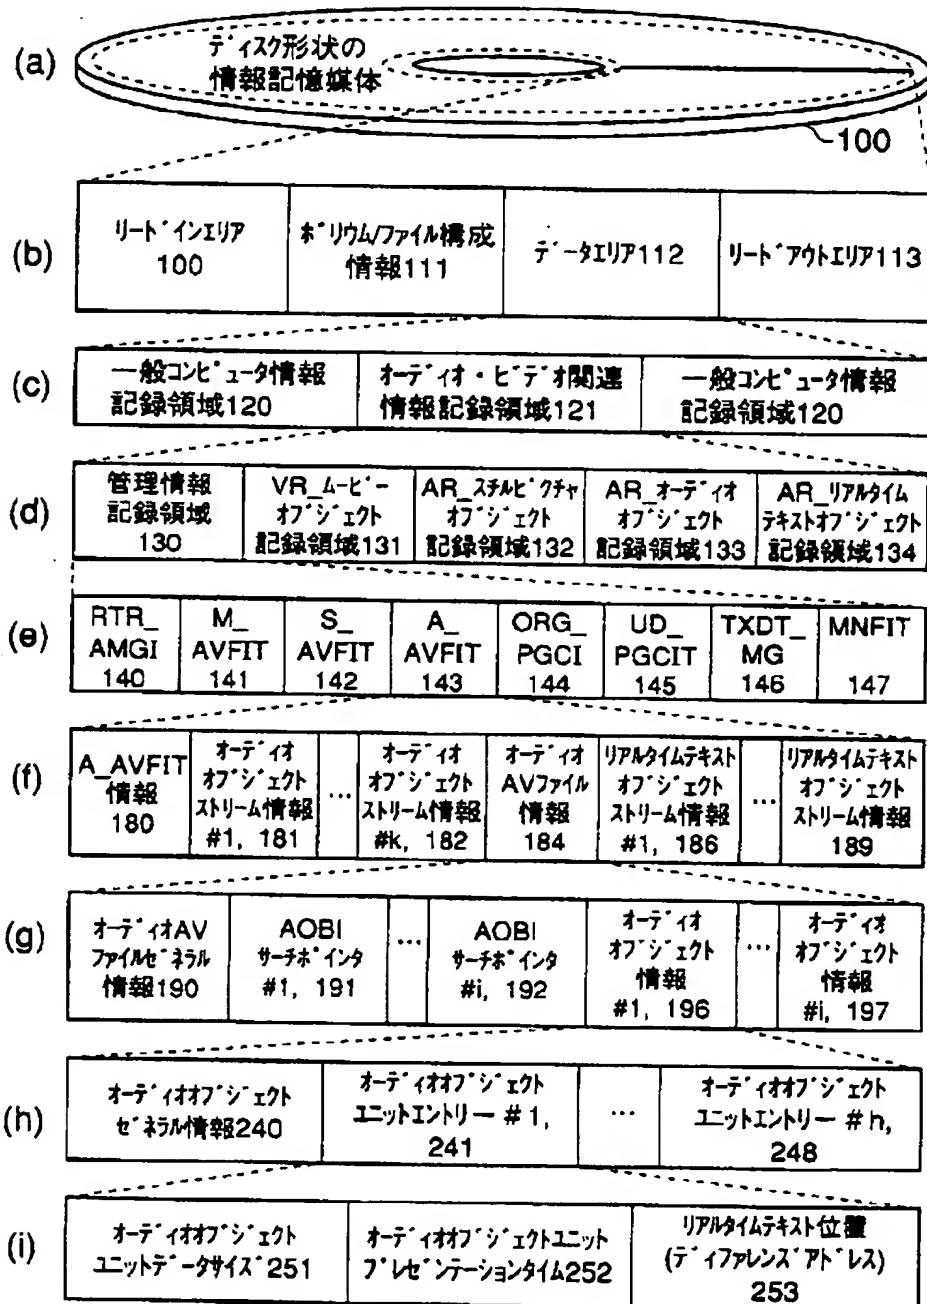 (a)
ディスク形状の
情報記憶媒体
100
(b)
リードインエリア
100
ボリウム/ファイル構成
情報111
データエリア112
リードアウトエリア113
(c)
一般コンピュータ情報
記録領域120
オーディオ・ビデオ関連
情報記録領域121
一般コンピュータ情報
記録領域120
(d)
管理情報
記録領域
130
VR_ムービー
オブジェクト
記録領域131
AR_スチルピクチャ
オブジェクト
記録領域132
AR_オーディオ
オブジェクト
記録領域133
AR_リアルタイム
テキストオブジェクト
記録領域134
(e)
RTR_
AMGI
140
M_
AVFIT
141
S_
AVFIT
142
A_
AVFIT
143
ORG_
PGCI
144
UD_
PGCIT
145
TXDT_
MG
146
MNFIT
147
(f)
A_AVFIT
情報
180
オーディオ
オブジェクト
ストリーム情報
#1, 181
...
オーディオ
オブジェクト
ストリーム情報
#k, 182
オーディオ
AVファイル
情報
184
リアルタイムテキスト
オブジェクト
ストリーム情報
#1, 186
...
リアルタイムテキスト
オブジェクト
ストリーム情報
189
(g)
オーディオAV
ファイルゼネラル
情報190
AOBI
サーチポインタ
#1, 191
...
AOBI
サーチポインタ
#i, 192
オーディオ
オブジェクト
情報
#1, 196
...
オーディオ
オブジェクト
情報
#i, 197
(h)
オーディオオブジェクト
ゼネラル情報240
オーディオオブジェクト
ユニットエントリー #1,
241
...
オーディオオブジェクト
ユニットエントリー #h,
248
(i)
オーディオオブジェクト
ユニットデータサイズ251
オーディオオブジェクトユニット
プレゼンテーションタイム252
リアルタイムテキスト位置
(ディファレンスアドレス)
253